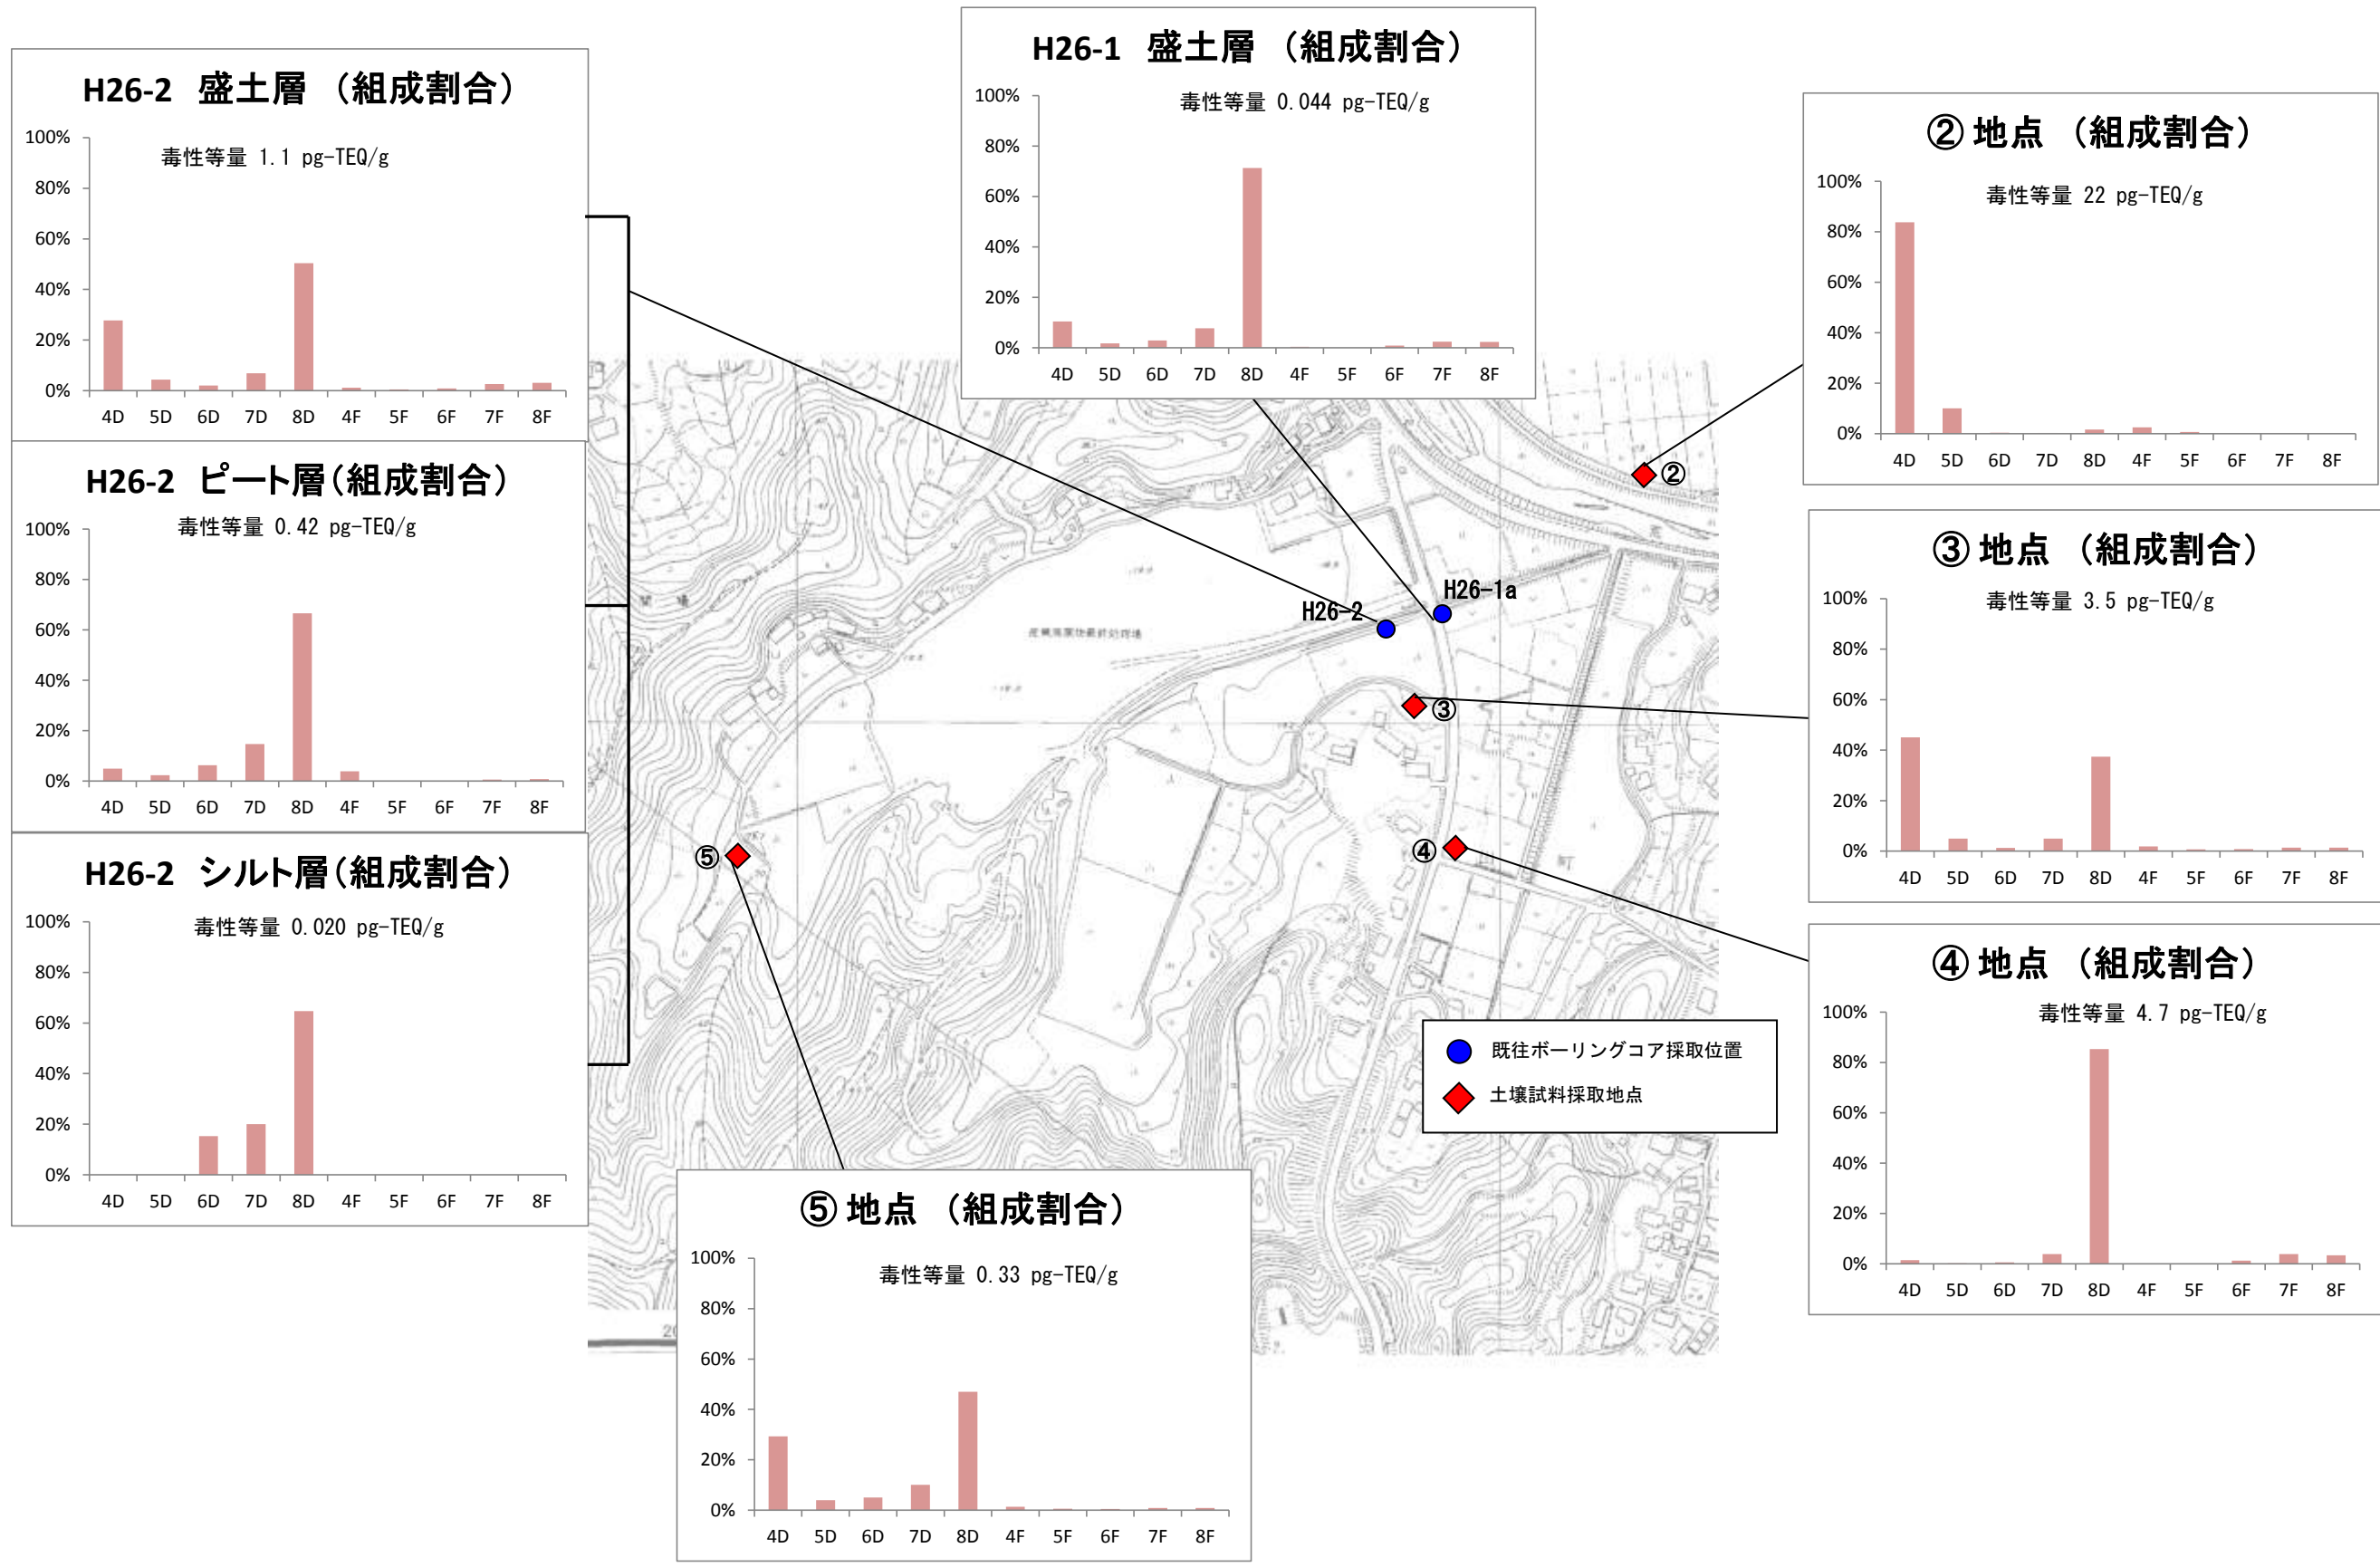 H26-2 盛土層 （組成割合）
毒性等量 1.1 pg-TEQ/g
100%
80%
60%
40%
20%
0%
4D 5D 6D 7D 8D 4F 5F 6F 7F 8F
H26-2 ピート層（組成割合）
毒性等量 0.42 pg-TEQ/g
100%
80%
60%
40%
20%
0%
4D 5D 6D 7D 8D 4F 5F 6F 7F 8F
H26-2 シルト層（組成割合）
毒性等量 0.020 pg-TEQ/g
100%
80%
60%
40%
20%
0%
4D 5D 6D 7D 8D 4F 5F 6F 7F 8F
H26-1 盛土層 （組成割合）
毒性等量 0.044 pg-TEQ/g
100%
80%
60%
40%
20%
0%
4D 5D 6D 7D 8D 4F 5F 6F 7F 8F
②地点 （組成割合）
毒性等量 22 pg-TEQ/g
100%
80%
60%
40%
20%
0%
4D 5D 6D 7D 8D 4F 5F 6F 7F 8F
③地点 （組成割合）
毒性等量 3.5 pg-TEQ/g
100%
80%
60%
40%
20%
0%
4D 5D 6D 7D 8D 4F 5F 6F 7F 8F
④地点 （組成割合）
毒性等量 4.7 pg-TEQ/g
100%
80%
60%
40%
20%
0%
4D 5D 6D 7D 8D 4F 5F 6F 7F 8F
⑤地点 （組成割合）
毒性等量 0.33 pg-TEQ/g
100%
80%
60%
40%
20%
0%
4D 5D 6D 7D 8D 4F 5F 6F 7F 8F
②
H26-1a
H26-2
③
④
⑤
町
既往ボーリングコア採取位置
土壌試料採取地点